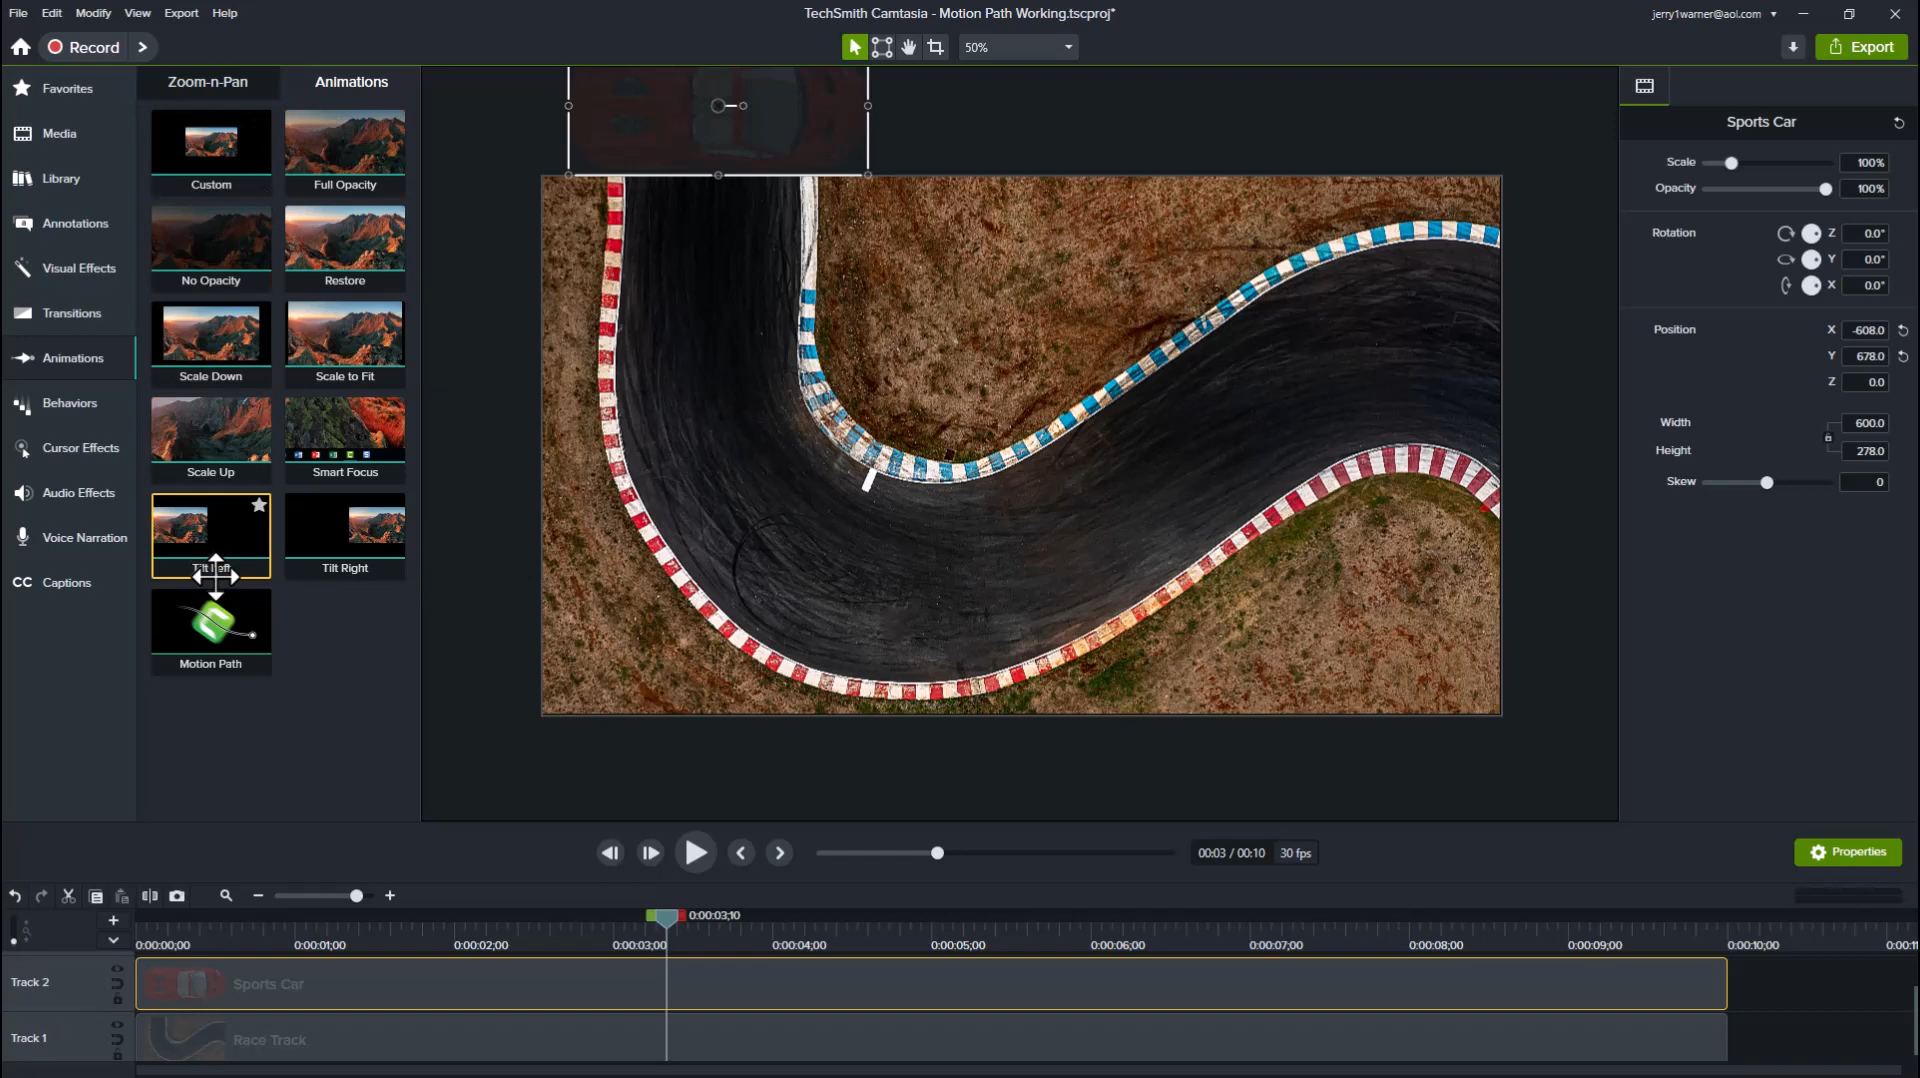 File Edit Modify View Export Help
TechSmith Camtasia - Motion Path Working.tscproj*
jerry1warner@aol.com
Record
50%
Export
Favorites
Media
Library
Annotations
Visual Effects
Transitions
Animations
Behaviors
Cursor Effects
Audio Effects
Voice Narration
CC Captions
Zoom-n-Pan Animations
Custom Full Opacity
No Opacity Restore
Scale Down Scale to Fit
Scale Up Smart Focus
Tilt Left Tilt Right
Motion Path
Sports Car
Scale 100%
Opacity 100%
Rotation Z 0.0°
Y 0.0°
X 0.0°
Position X -608.0
Y 678.0
Z 0.0
Width 600.0
Height 278.0
Skew 0
00:03 / 00:10 30 fps
Properties
0:00:03;10
0:00:00;00 0:00:01;00 0:00:02;00 0:00:03;00 0:00:04;00 0:00:05;00 0:00:06;00 0:00:07;00 0:00:08;00 0:00:09;00 0:00:10;00 0:00:11
Track 2 Sports Car
Track 1 Race Track